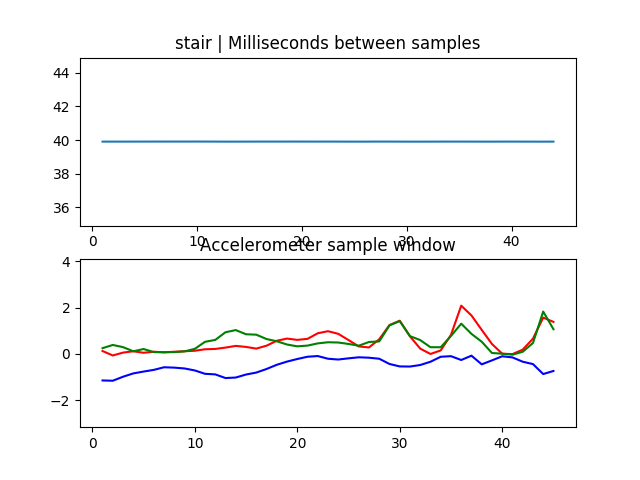 stair | Milliseconds between samples
44
42
40
38
36
0 10 20 30 40
Accelerometer sample window
4
2
0
−2
0 10 20 30 40